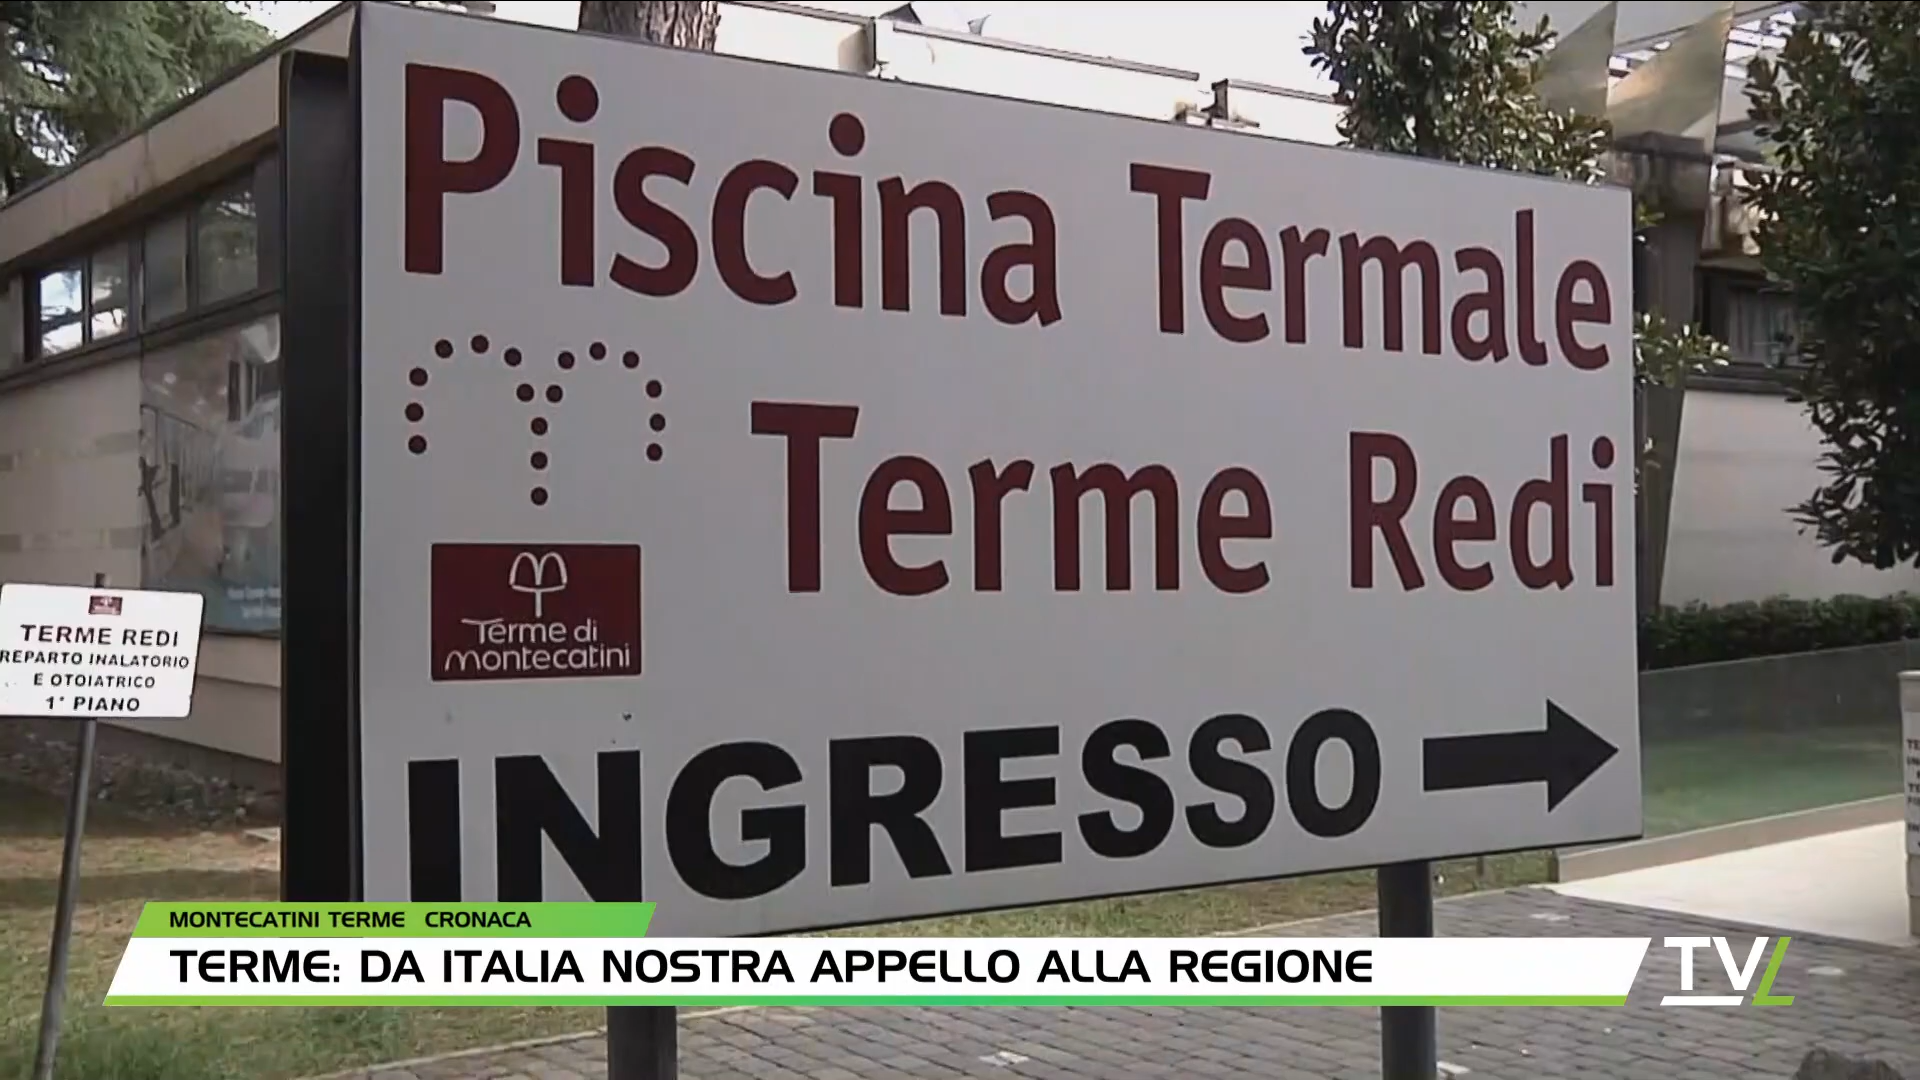 Piscina Termale
Terme Redi
Terme di
montecatini
INGRESSO
TERME REDI
REPARTO INALATORIO
E OTOIATRICO
1° PIANO
MONTECATINI TERME CRONACA
TERME: DA ITALIA NOSTRA APPELLO ALLA REGIONE
TVL